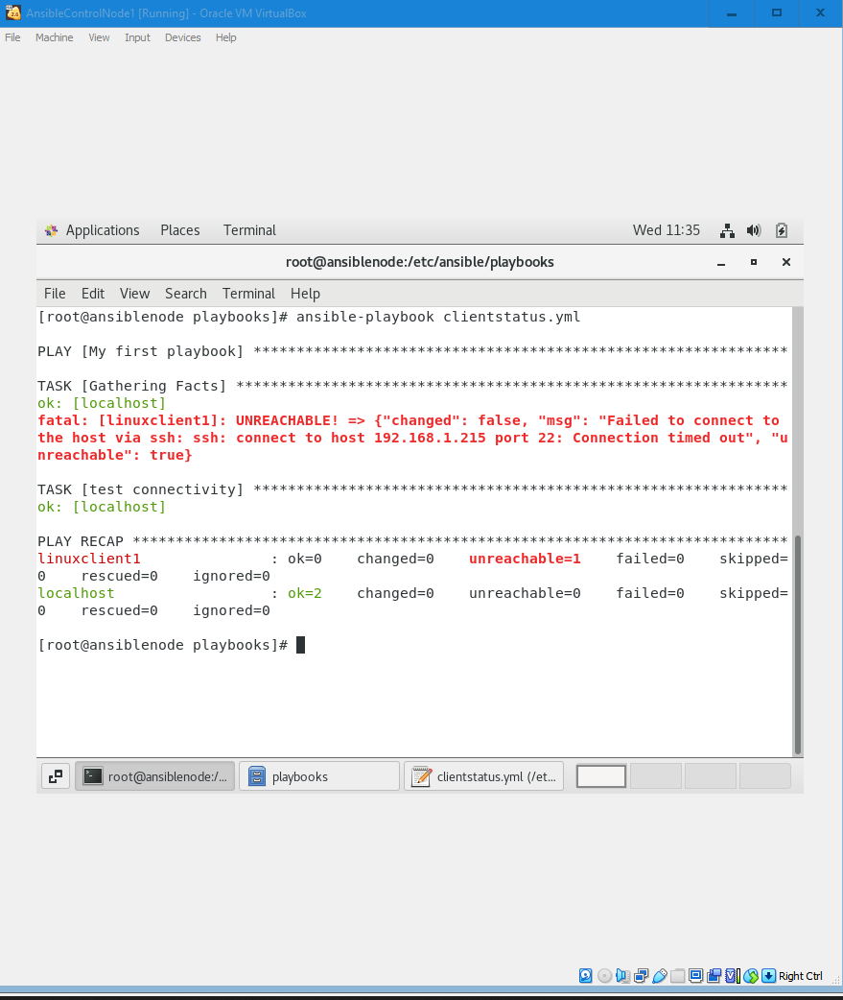 AnsibleControlNode1 [Running] - Oracle VM VirtualBox
File Machine View Input Devices Help
Applications Places Terminal Wed 11:35
root@ansiblenode:/etc/ansible/playbooks
File Edit View Search Terminal Help
[root@ansiblenode playbooks]# ansible-playbook clientstatus.yml
PLAY [My first playbook] **************************************************************
TASK [Gathering Facts] ****************************************************************
ok: [localhost]
fatal: [linuxclient1]: UNREACHABLE! => {"changed": false, "msg": "Failed to connect to
the host via ssh: ssh: connect to host 192.168.1.215 port 22: Connection timed out", "u
nreachable": true}
TASK [test connectivity] **************************************************************
ok: [localhost]
PLAY RECAP ****************************************************************************
linuxclient1               : ok=0    changed=0    unreachable=1    failed=0    skipped=
0    rescued=0    ignored=0
localhost                  : ok=2    changed=0    unreachable=0    failed=0    skipped=
0    rescued=0    ignored=0
[root@ansiblenode playbooks]#
root@ansiblenode:/... playbooks clientstatus.yml (/et...
Right Ctrl